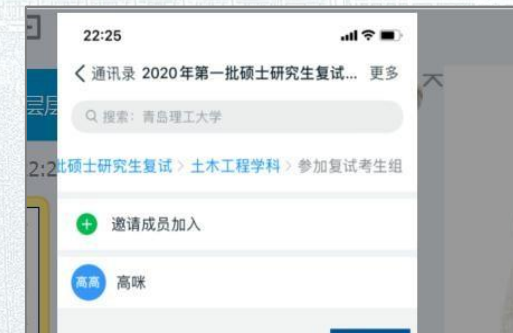 22:25
通讯录 2020年第一批硕士研究生复试... 更多
搜索：青岛理工大学
硕士研究生复试 > 土木工程学科 > 参加复试考生组
邀请成员加入
高高 高咪